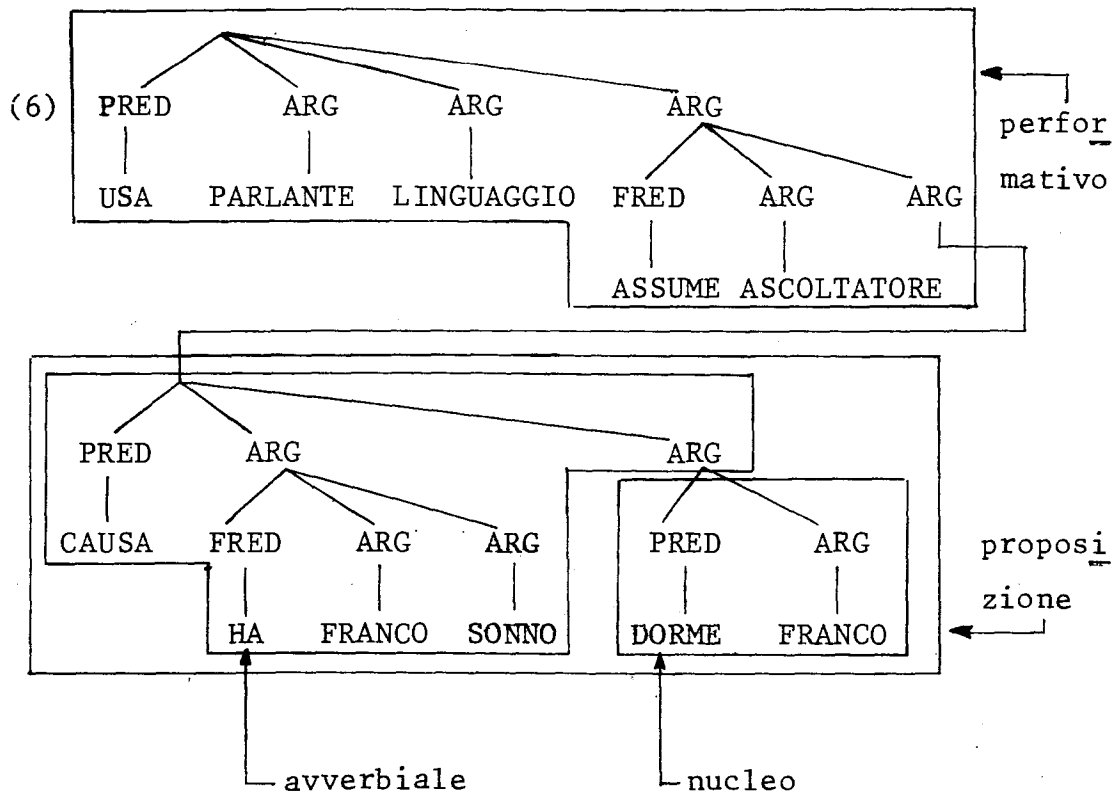 (6) PRED ARG ARG ARG
perfor
mativo
USA PARLANTE LINGUAGGIO FRED ARG ARG
ASSUME ASCOLTATORE
PRED ARG ARG
CAUSA FRED ARG ARG PRED ARG
proposi
zione
HA FRANCO SONNO DORME FRANCO
avverbiale nucleo